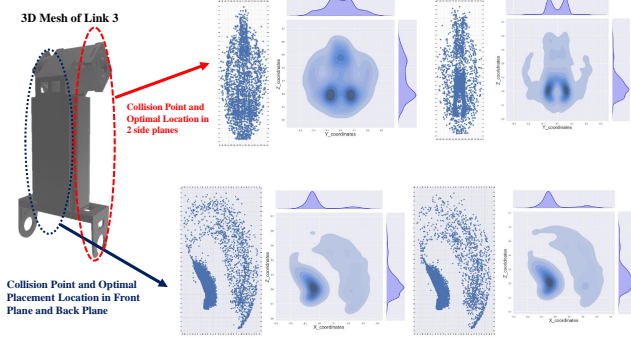 3D Mesh of Link 3
Collision Point and
Optimal Location in
2 side planes
Z_coordinates
Y_coordinates
Z_coordinates
Y_coordinates
Collision Point and Optimal
Placement Location in Front
Plane and Back Plane
Z_coordinates
X_coordinates
Z_coordinates
X_coordinates